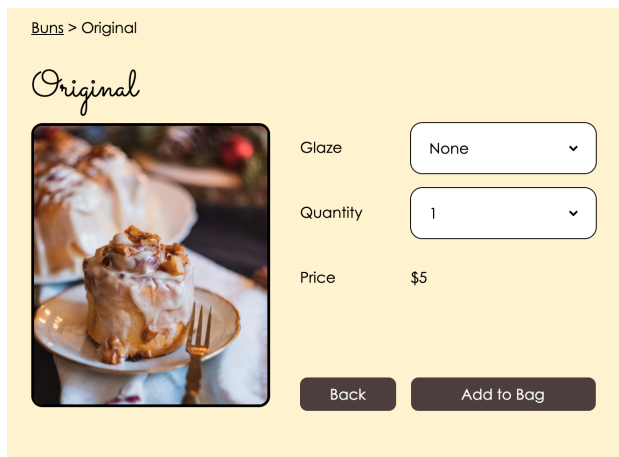 Buns > Original
Original
Glaze
None
Quantity
1
Price
$5
Back
Add to Bag